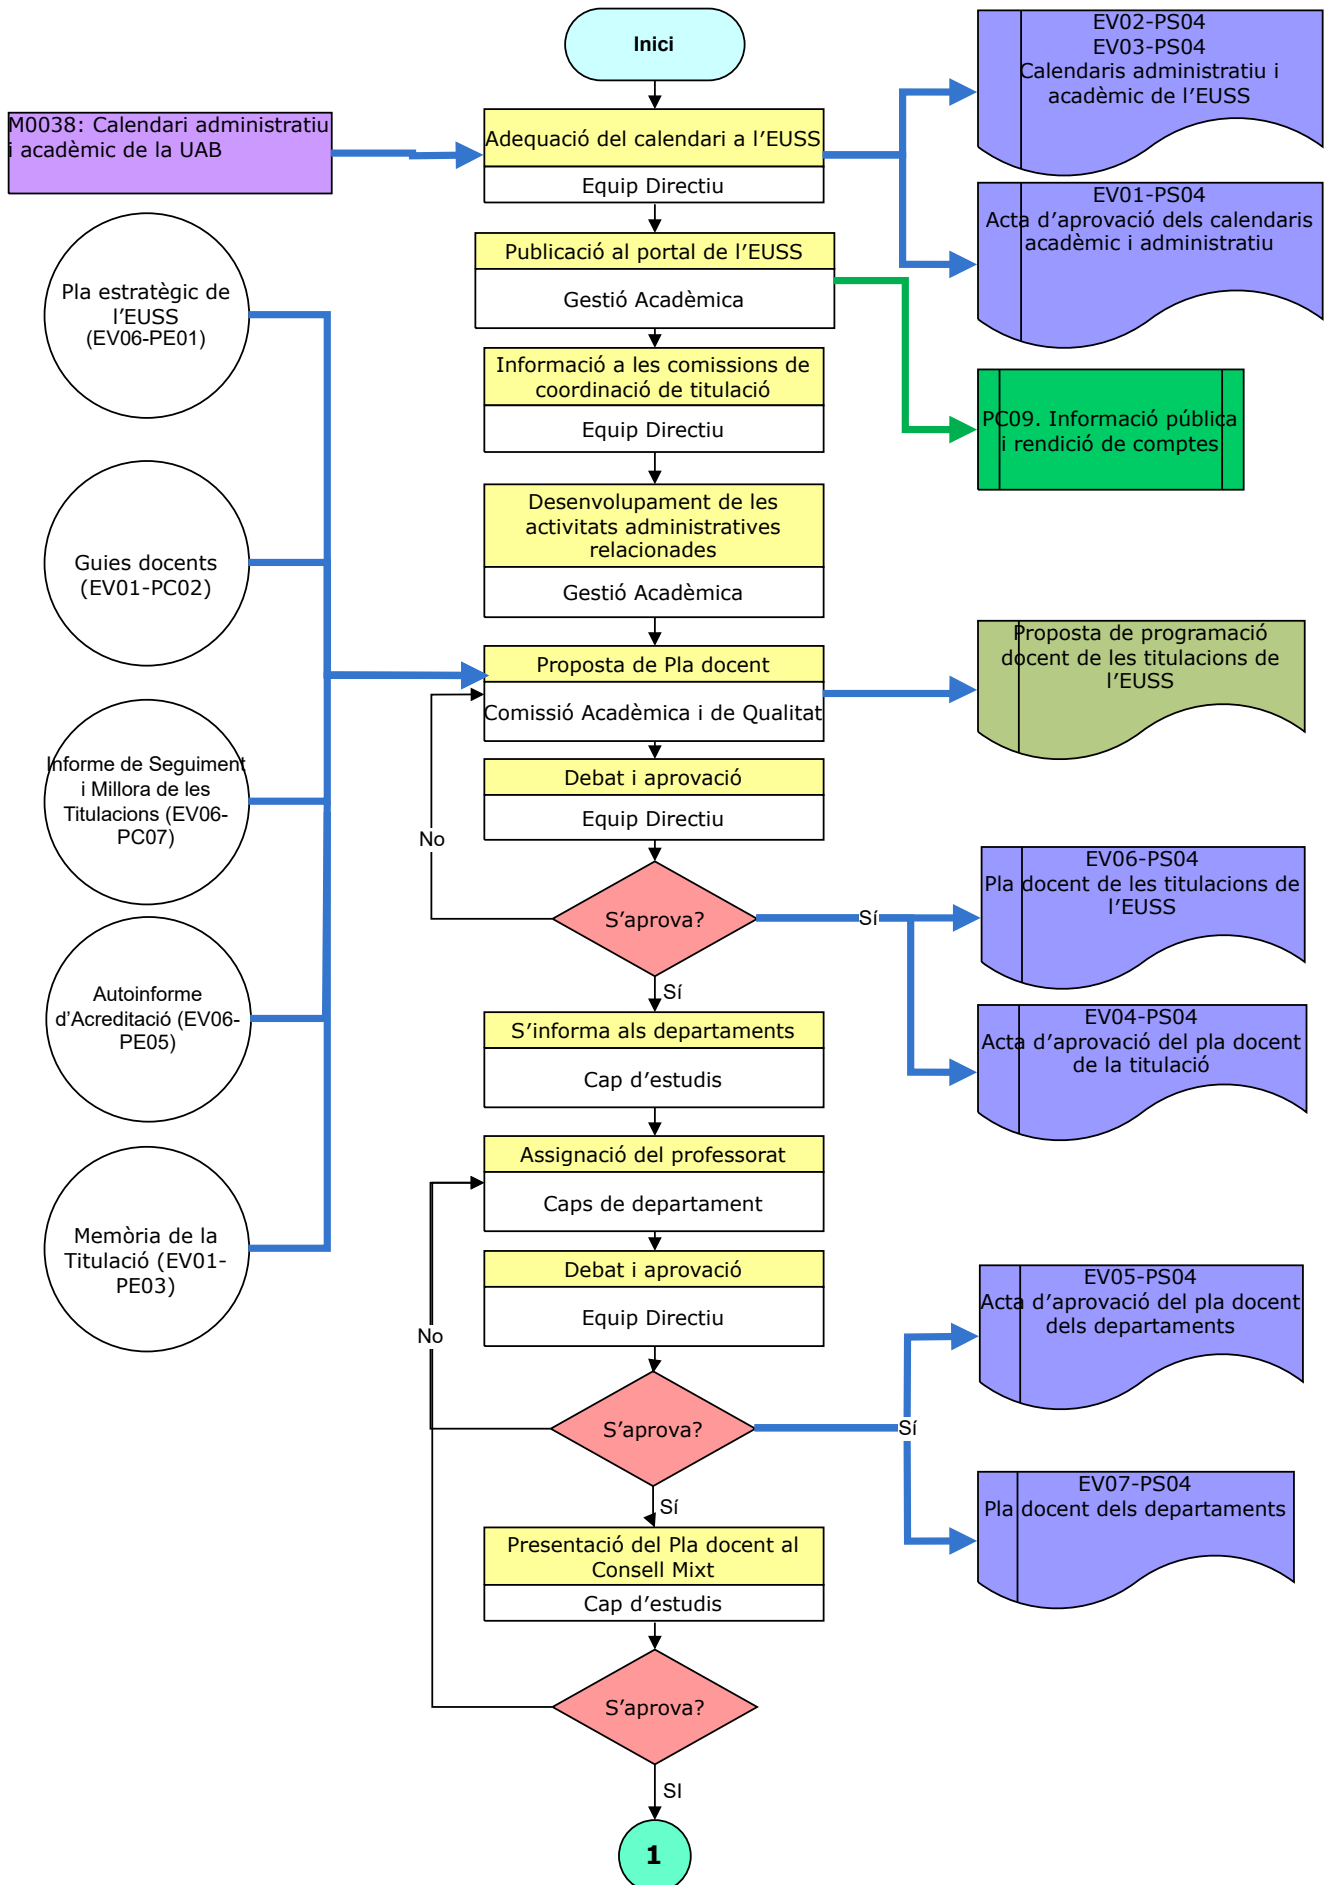 Inici
EV02-PS04
EV03-PS04
Calendaris administratiu i
acadèmic de l’EUSS
M0038: Calendari administratiu
i acadèmic de la UAB
Adequació del calendari a l’EUSS
Equip Directiu
EV01-PS04
Acta d’aprovació dels calendaris
acadèmic i administratiu
Publicació al portal de l’EUSS
Gestió Acadèmica
Pla estratègic de
l’EUSS
(EV06-PE01)
Informació a les comissions de
coordinació de titulació
Equip Directiu
PC09. Informació pública
i rendició de comptes
Desenvolupament de les
activitats administratives
relacionades
Gestió Acadèmica
Guies docents
(EV01-PC02)
Proposta de Pla docent
Comissió Acadèmica i de Qualitat
Proposta de programació
docent de les titulacions de
l’EUSS
Informe de Seguiment
i Millora de les
Titulacions (EV06-
PC07)
Debat i aprovació
Equip Directiu
No
S’aprova?
Sí
Sí
EV06-PS04
Pla docent de les titulacions de
l’EUSS
Autoinforme
d’Acreditació (EV06-
PE05)
S’informa als departaments
Cap d’estudis
EV04-PS04
Acta d’aprovació del pla docent
de la titulació
Assignació del professorat
Caps de departament
Memòria de la
Titulació (EV01-
PE03)
Debat i aprovació
Equip Directiu
No
EV05-PS04
Acta d’aprovació del pla docent
dels departaments
S’aprova?
Sí
Sí
EV07-PS04
Pla docent dels departaments
Presentació del Pla docent al
Consell Mixt
Cap d’estudis
S’aprova?
SI
1